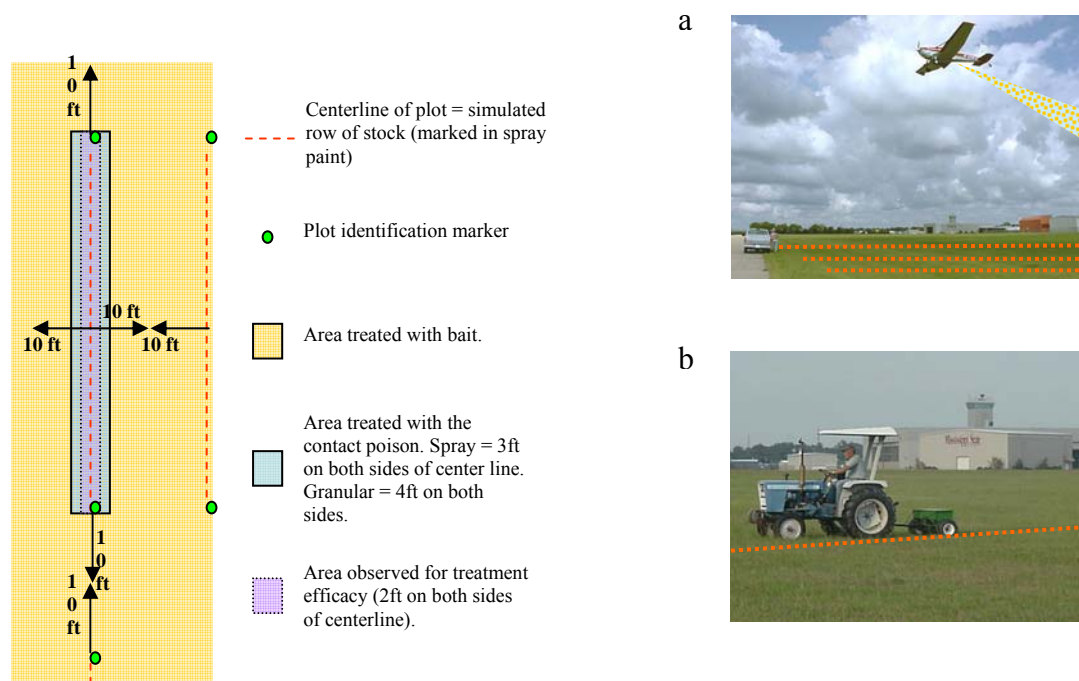 1
0
ft
10 ft
10 ft
10 ft
1
0
ft
1
0
ft
Centerline of plot = simulated
row of stock (marked in spray
paint)
Plot identification marker
Area treated with bait.
Area treated with the
contact poison. Spray = 3ft
on both sides of center line.
Granular = 4ft on both
sides.
Area observed for treatment
efficacy (2ft on both sides
of centerline).
a
b